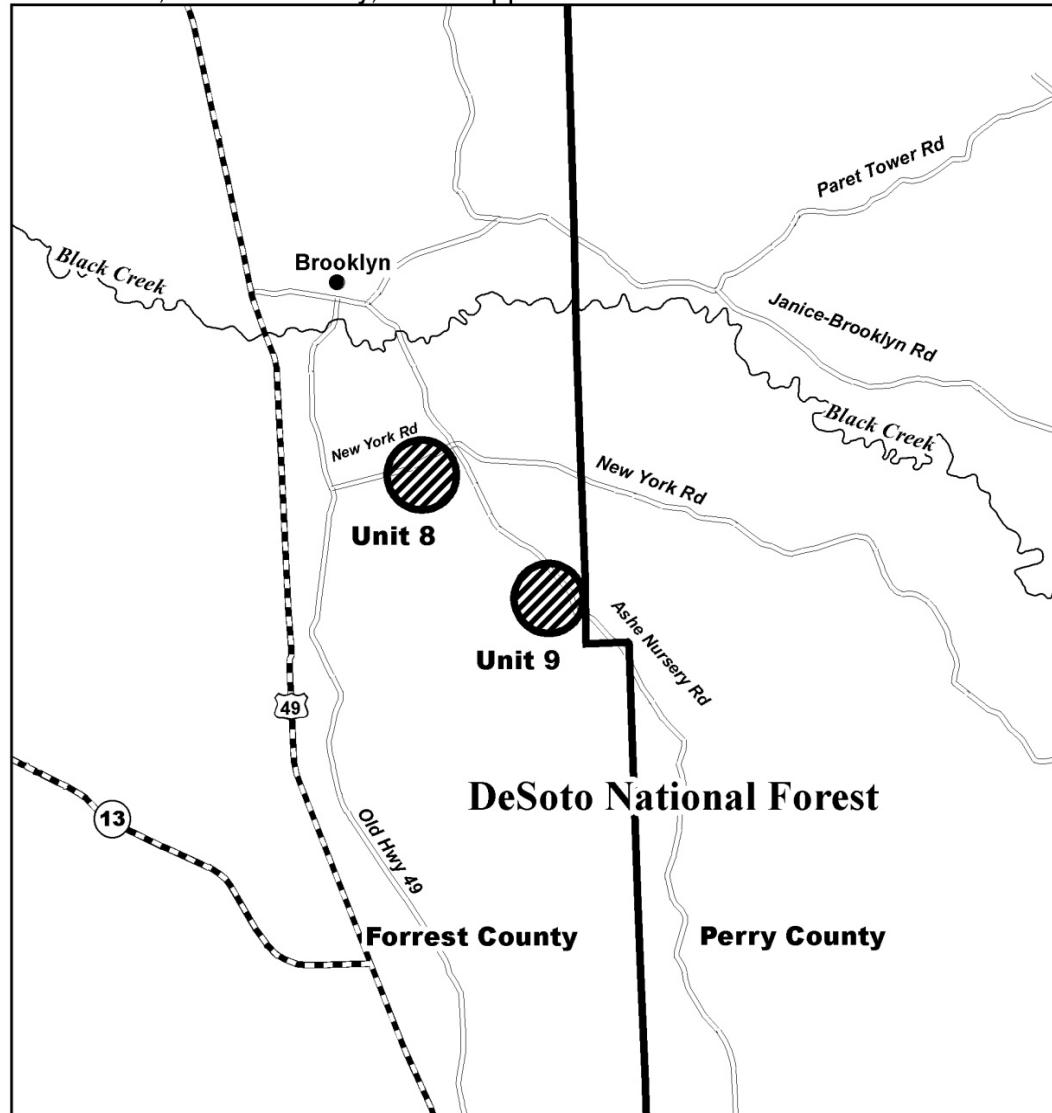 Paret Tower Rd
Black Creek
Brooklyn
Janice-Brooklyn Rd
Black Creek
New York Rd
New York Rd
Unit 8
Ashe Nursery Rd
Unit 9
49
DeSoto National Forest
13
Old Hwy 49
Forrest County
Perry County